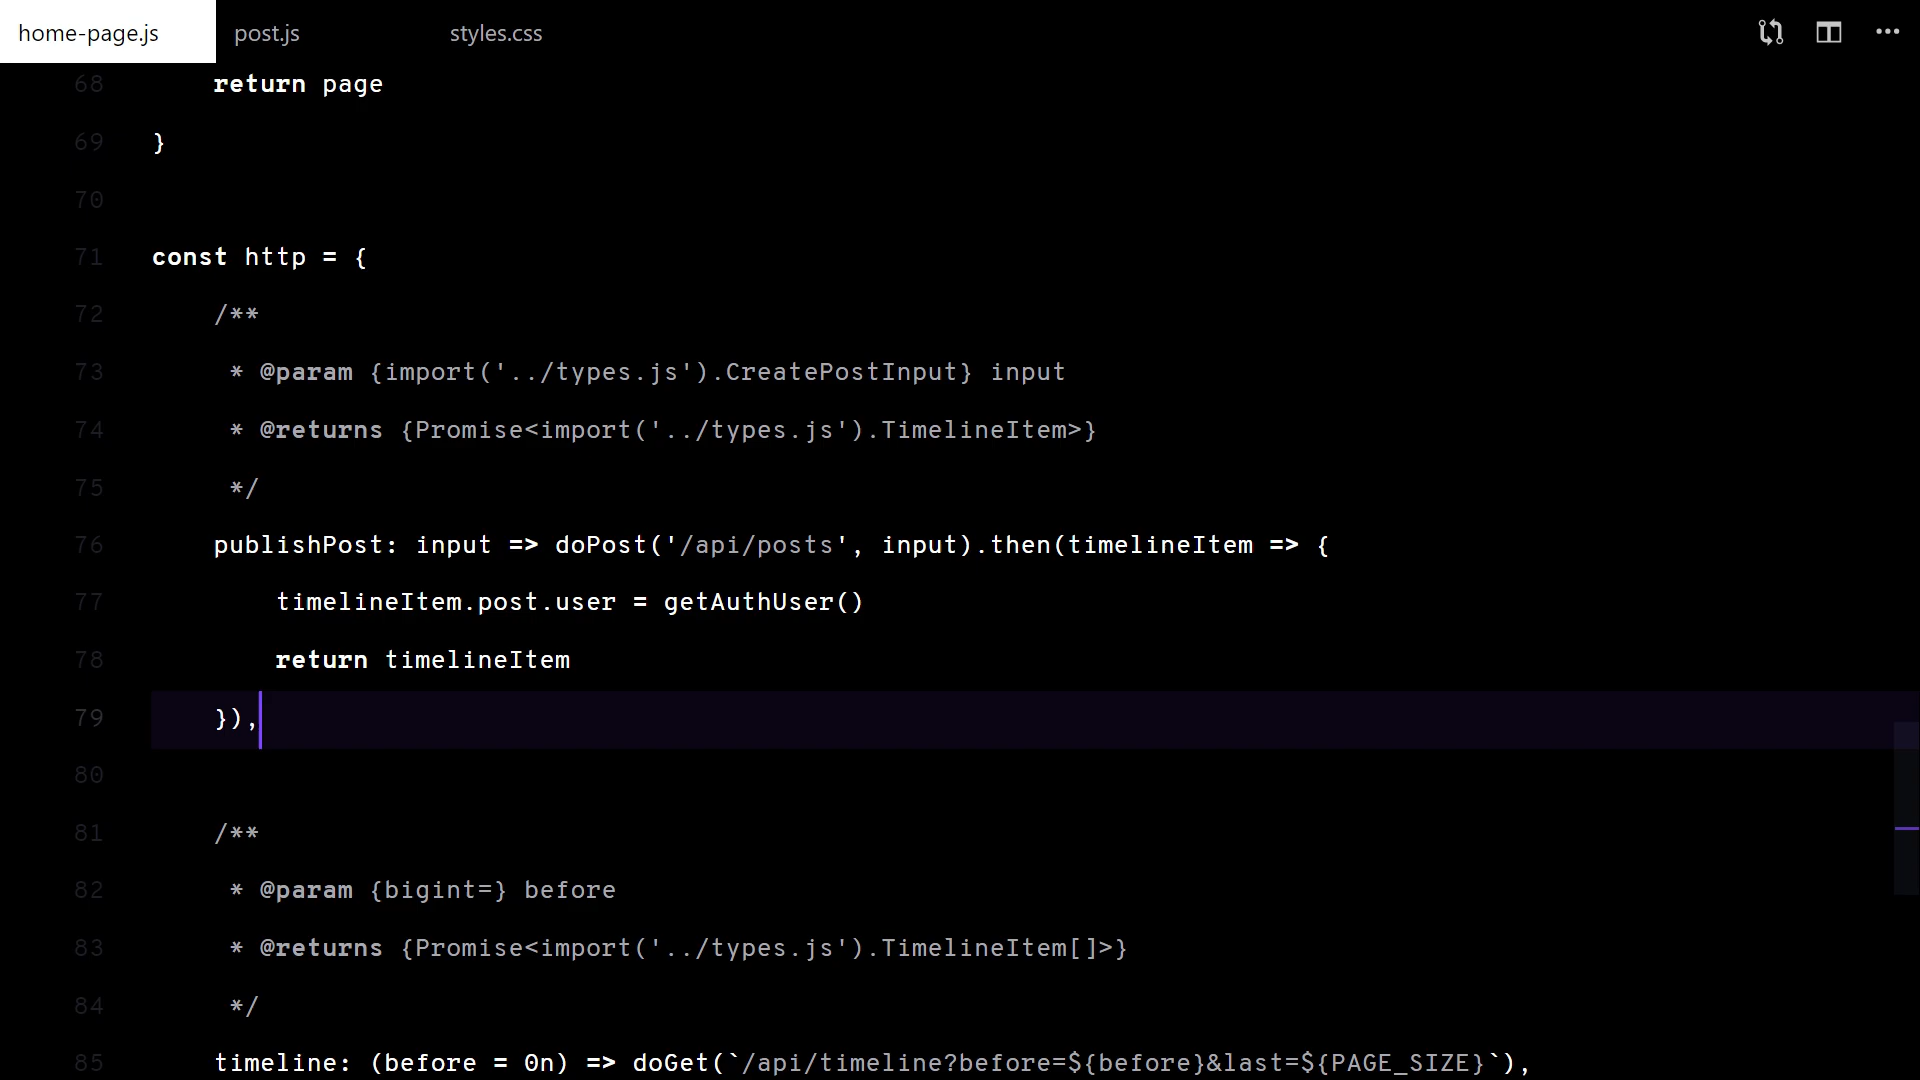 home-page.js post.js styles.css
68 return page
69 }
70
71 const http = {
72 /**
73 * @param {import('../types.js').CreatePostInput} input
74 * @returns {Promise<import('../types.js').TimelineItem>}
75 */
76 publishPost: input => doPost('/api/posts', input).then(timelineItem => {
77 timelineItem.post.user = getAuthUser()
78 return timelineItem
79 }),
80
81 /**
82 * @param {bigint=} before
83 * @returns {Promise<import('../types.js').TimelineItem[]>}
84 */
85 timeline: (before = 0n) => doGet(`/api/timeline?before=${before}&last=${PAGE_SIZE}`),